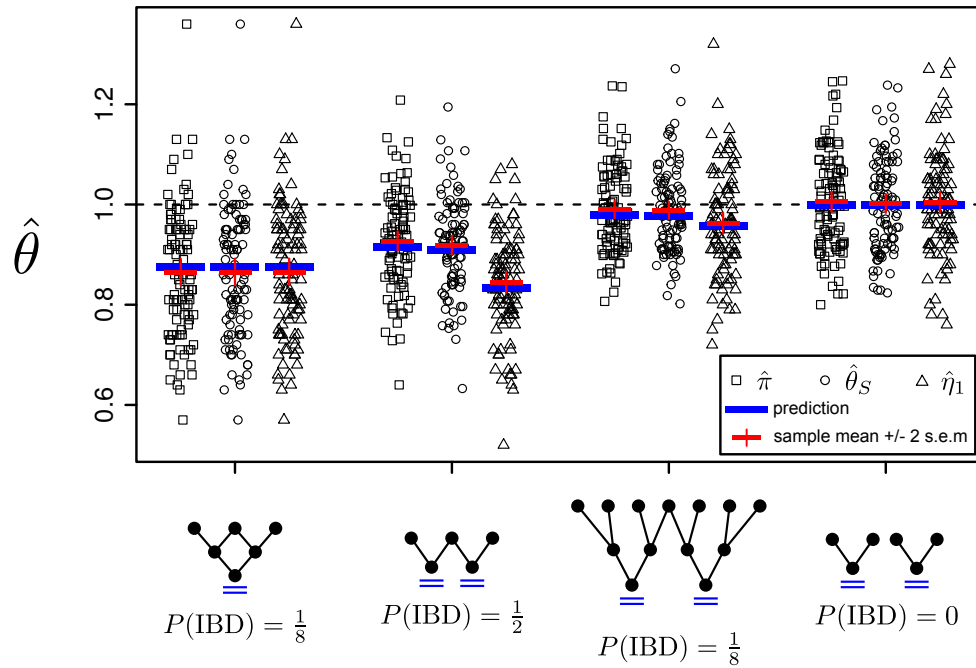 1.2
1.0
0.8
0.6
θ̂
π̂ θ̂_S η̂₁
prediction
sample mean +/- 2 s.e.m
P(IBD) = 1/8
P(IBD) = 1/2
P(IBD) = 1/8
P(IBD) = 0